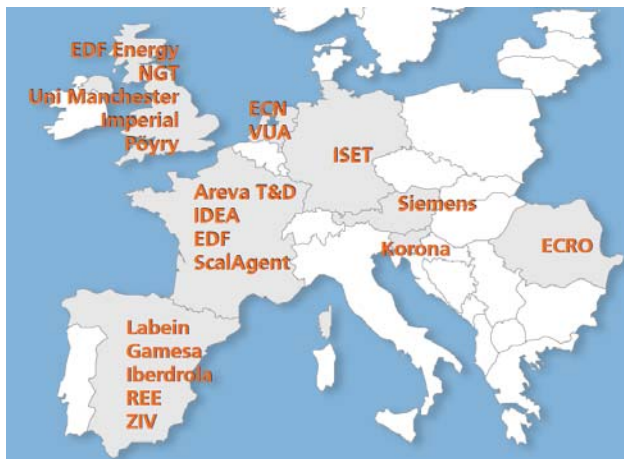 EDF Energy
NGT
Uni Manchester
Imperial
Pöyry
ECN
VUA
ISET
Areva T&D
IDEA
EDF
ScalAgent
Siemens
Korona
ECRO
Labein
Gamesa
Iberdrola
REE
ZIV